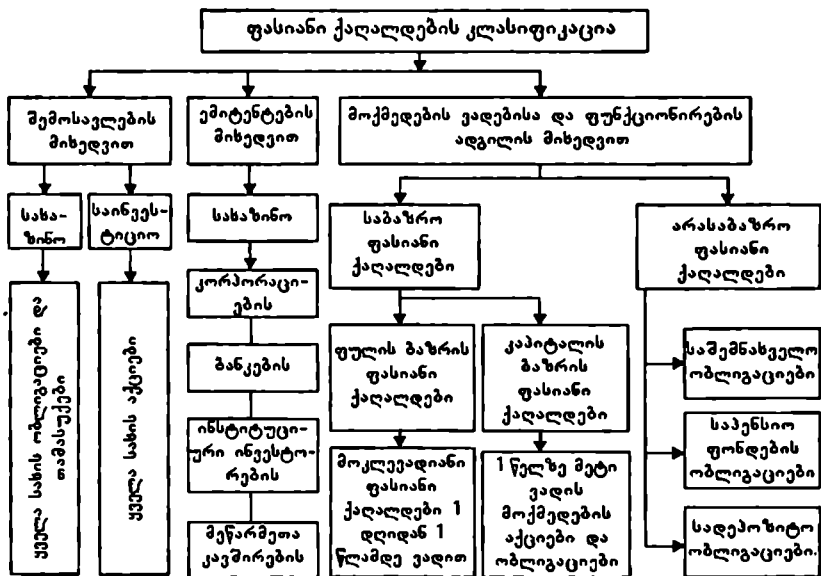 ფასიანი ქაღალდების კლასიფიკაცია
შემოსავლების
მიხედვით
ემიტენტების
მიხედვით
მოქმედების ვადებისა და ფუნქციონირების
ადგილის მიხედვით
სახა-
ზინო
საინვეს-
ტიციო
სახაზინო
საბაზრო
ფასიანი
ქაღალდები
არასაბაზრო
ფასიანი
ქაღალდები
ყველა სახის ობლიგაციები და
თამასუქები
ყველა სახის აქციები
კორპორაცი-
ების
ბანკების
ინსტიტუცი-
ური ინვესტო-
რების
მეწარმეთა
კავშირების
ფულის ბაზრის
ფასიანი
ქაღალდები
კაპიტალის
ბაზრის
ფასიანი
ქაღალდები
მოკლევადიანი
ფასიანი
ქაღალდები 1
დღიდან 1
წლამდე ვადით
1 წელზე მეტი
ვადის
მოქმედების
აქციები და
ობლიგაციები
საშემნახველო
ობლიგაციები
საპენსიო
ფონდების
ობლიგაციები
სადეპოზიტო
ობლიგაციები.